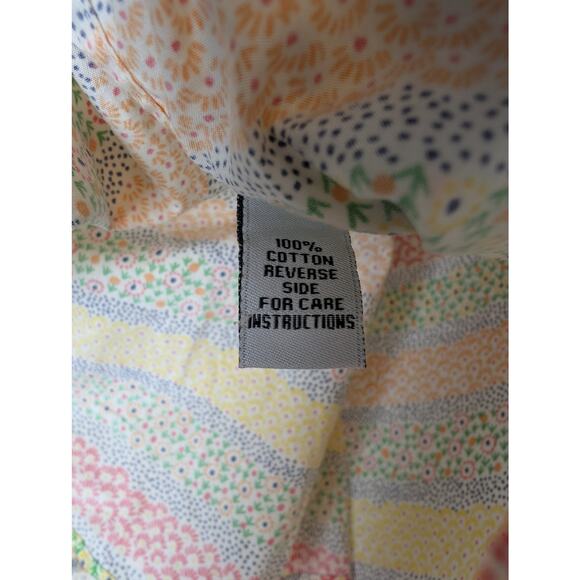 100%
COTTON
REVERSE
SIDE
FOR CARE
INSTRUCTIONS